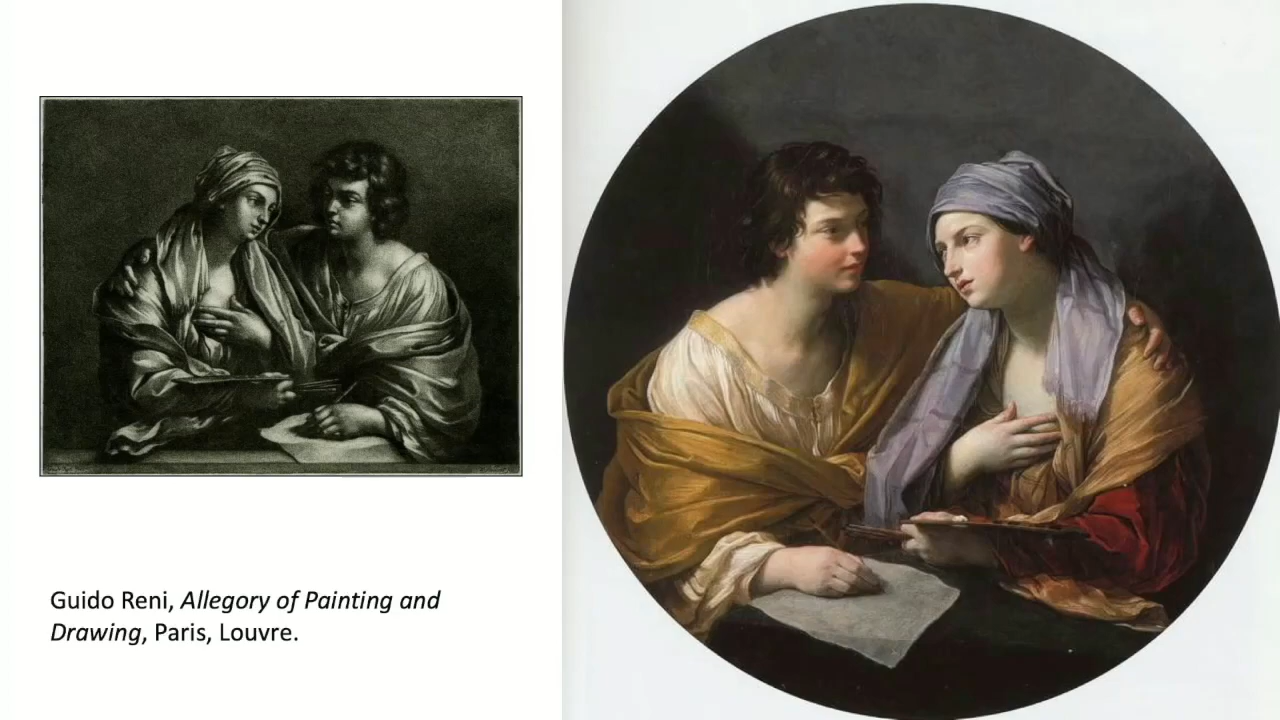 Guido Reni, Allegory of Painting and
Drawing, Paris, Louvre.